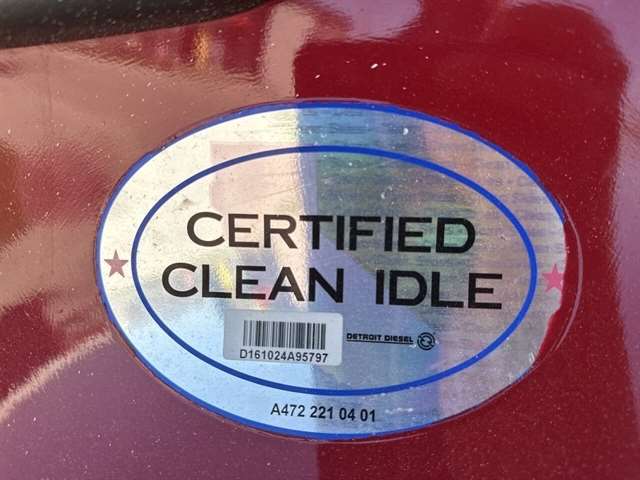 CERTIFIED
CLEAN IDLE
D161024A95797
DETROIT DIESEL
A472 221 04 01